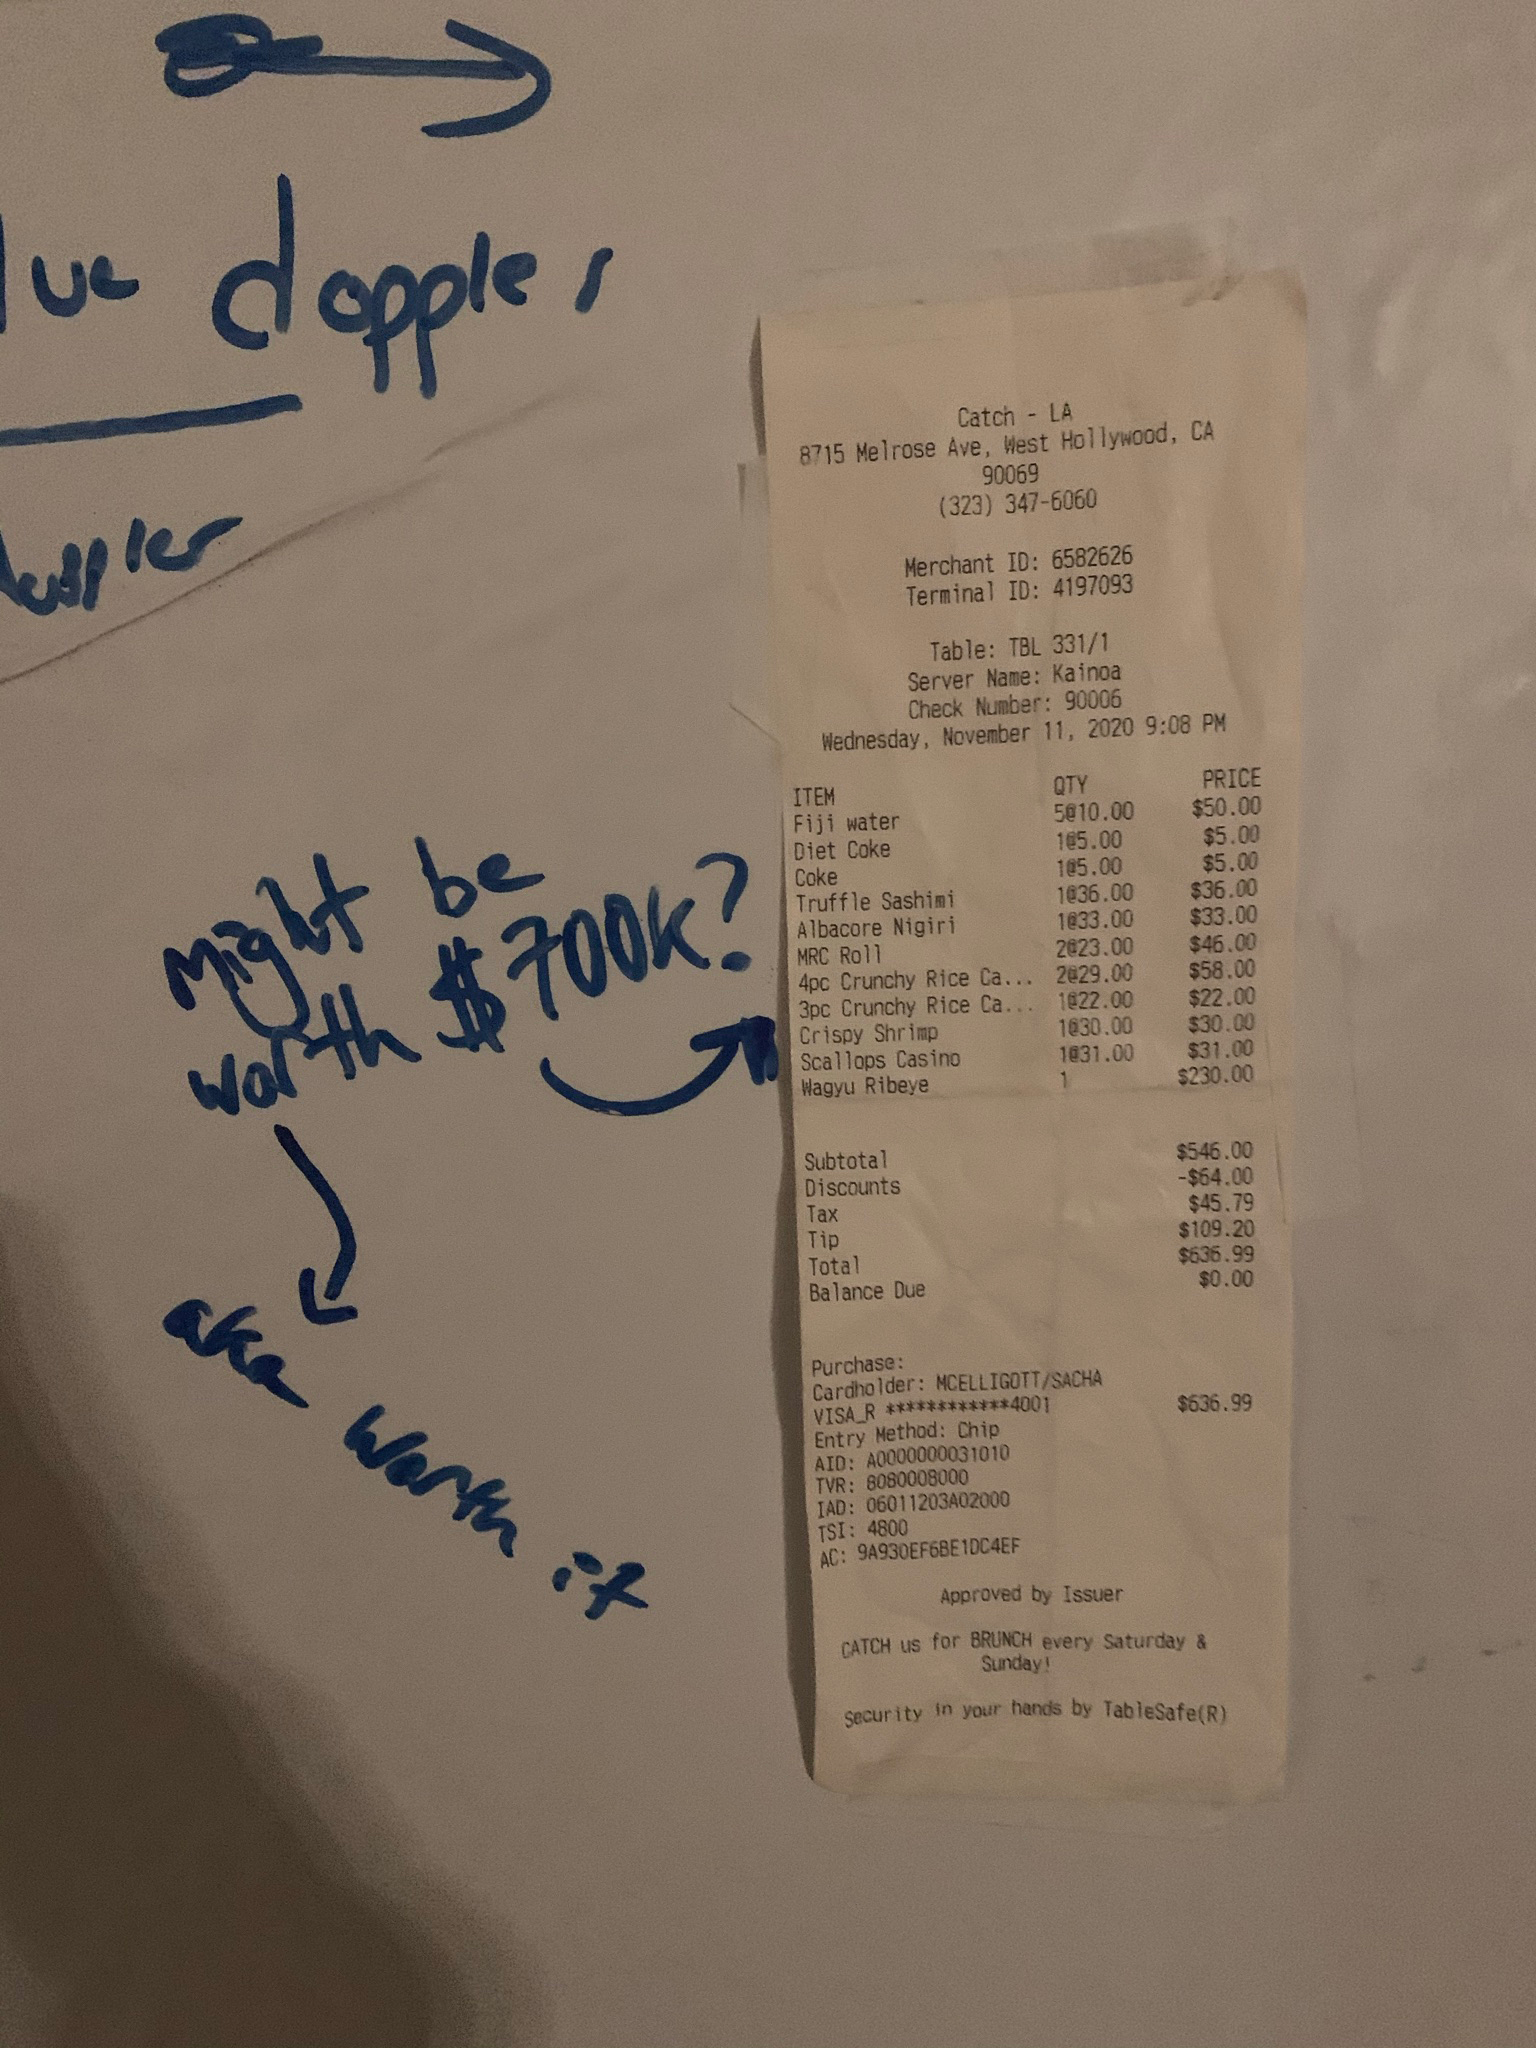 dopples
doppler
Might be
worth $700K?
aka worth it
Catch - LA
8715 Melrose Ave, West Hollywood, CA
90069
(323) 347-6060
Merchant ID: 6582626
Terminal ID: 4197093
Table: TBL 331/1
Server Name: Kainoa
Check Number: 90006
Wednesday, November 11, 2020 9:08 PM
ITEM QTY PRICE
Fiji water 5@10.00 $50.00
Diet Coke 1@5.00 $5.00
Coke 1@5.00 $5.00
Truffle Sashimi 1@36.00 $36.00
Albacore Nigiri 1@33.00 $33.00
MRC Roll 2@23.00 $46.00
4pc Crunchy Rice Ca... 2@29.00 $58.00
3pc Crunchy Rice Ca... 1@22.00 $22.00
Crispy Shrimp 1@30.00 $30.00
Scallops Casino 1@31.00 $31.00
Wagyu Ribeye 1 $230.00
Subtotal $546.00
Discounts -$64.00
Tax $45.79
Tip $109.20
Total $636.99
Balance Due $0.00
Purchase:
Cardholder: MCELLIGOTT/SACHA
VISA_R ************4001 $636.99
Entry Method: Chip
AID: A0000000031010
TVR: 8080008000
IAD: 06011203A02000
TSI: 4800
AC: 9A930EF6BE1DC4EF
Approved by Issuer
CATCH us for BRUNCH every Saturday &
Sunday!
Security in your hands by TableSafe(R)